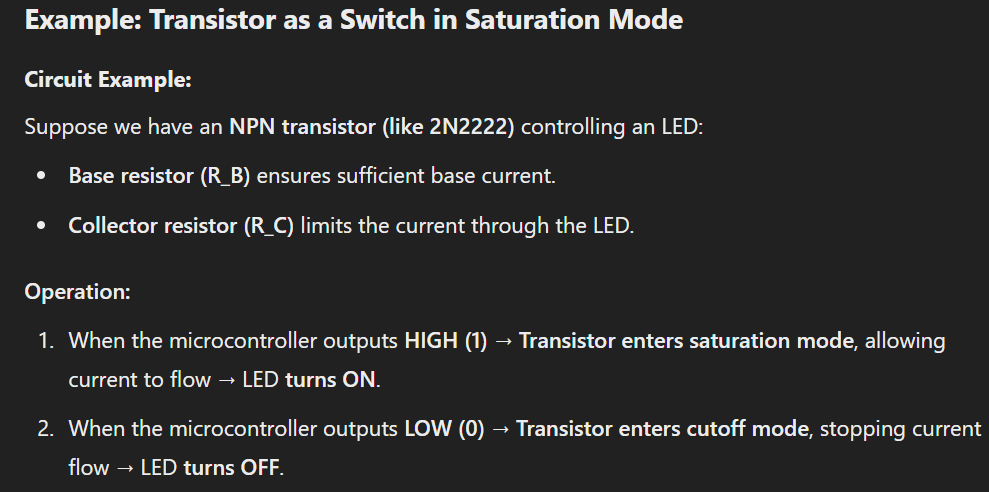 Example: Transistor as a Switch in Saturation Mode
Circuit Example:
Suppose we have an NPN transistor (like 2N2222) controlling an LED:
• Base resistor (R_B) ensures sufficient base current.
• Collector resistor (R_C) limits the current through the LED.
Operation:
1. When the microcontroller outputs HIGH (1) → Transistor enters saturation mode, allowing
current to flow → LED turns ON.
2. When the microcontroller outputs LOW (0) → Transistor enters cutoff mode, stopping current
flow → LED turns OFF.